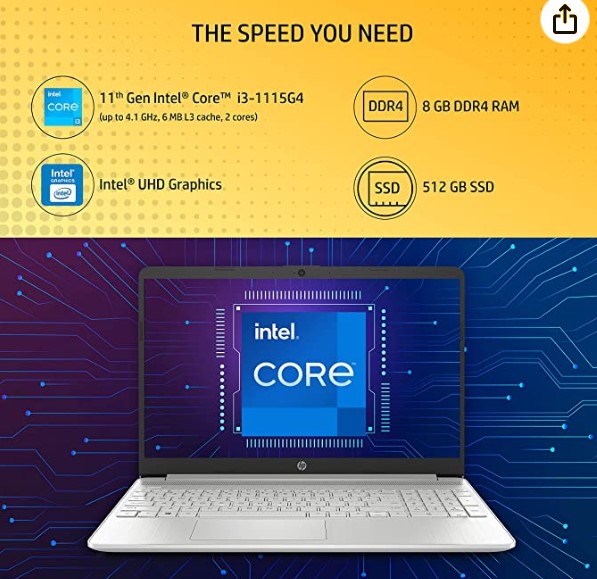 THE SPEED YOU NEED
intel
CORE
i3
11th Gen Intel® Core™ i3-1115G4
(up to 4.1 GHz, 6 MB L3 cache, 2 cores)
DDR4
8 GB DDR4 RAM
Intel®
GRAPHICS
intel
Intel® UHD Graphics
SSD
512 GB SSD
intel.
CORE™
hp